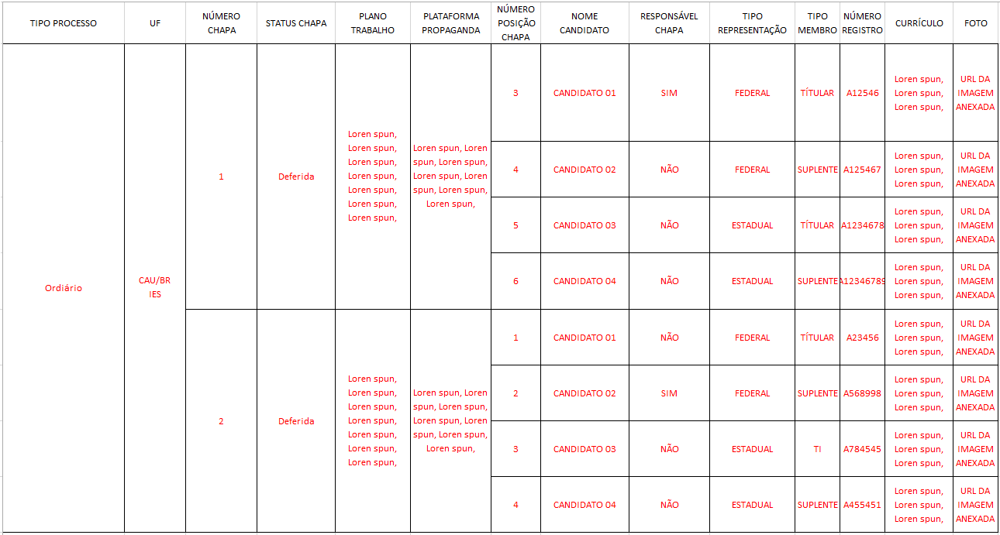 TIPO PROCESSO
UF
NÚMERO
CHAPA
STATUS CHAPA
PLANO
TRABALHO
PLATAFORMA
PROPAGANDA
NÚMERO
POSIÇÃO
CHAPA
NOME
CANDIDATO
RESPONSÁVEL
CHAPA
TIPO
REPRESENTAÇÃO
TIPO
MEMBRO
NÚMERO
REGISTRO
CURRÍCULO
FOTO
Ordiário
CAU/BR
IES
1
Deferida
Loren spun,
Loren spun,
Loren spun,
Loren spun,
Loren spun,
Loren spun,
Loren spun,
Loren spun, Loren
spun, Loren spun,
Loren spun, Loren
spun, Loren spun,
Loren spun,
3
CANDIDATO 01
SIM
FEDERAL
TÍTULAR
A12546
Loren spun,
Loren spun,
Loren spun,
URL DA
IMAGEM
ANEXADA
4
CANDIDATO 02
NÃO
FEDERAL
SUPLENTE
A125467
Loren spun,
Loren spun,
Loren spun,
URL DA
IMAGEM
ANEXADA
5
CANDIDATO 03
NÃO
ESTADUAL
TÍTULAR
A1234678
Loren spun,
Loren spun,
Loren spun,
URL DA
IMAGEM
ANEXADA
6
CANDIDATO 04
NÃO
ESTADUAL
SUPLENTE
A12346789
Loren spun,
Loren spun,
Loren spun,
URL DA
IMAGEM
ANEXADA
2
Deferida
Loren spun,
Loren spun,
Loren spun,
Loren spun,
Loren spun,
Loren spun,
Loren spun,
Loren spun, Loren
spun, Loren spun,
Loren spun, Loren
spun, Loren spun,
Loren spun,
1
CANDIDATO 01
NÃO
FEDERAL
TÍTULAR
A23456
Loren spun,
Loren spun,
Loren spun,
URL DA
IMAGEM
ANEXADA
2
CANDIDATO 02
SIM
FEDERAL
SUPLENTE
A568998
Loren spun,
Loren spun,
Loren spun,
URL DA
IMAGEM
ANEXADA
3
CANDIDATO 03
NÃO
ESTADUAL
TI
A784545
Loren spun,
Loren spun,
Loren spun,
URL DA
IMAGEM
ANEXADA
4
CANDIDATO 04
NÃO
ESTADUAL
SUPLENTE
A455451
Loren spun,
Loren spun,
Loren spun,
URL DA
IMAGEM
ANEXADA